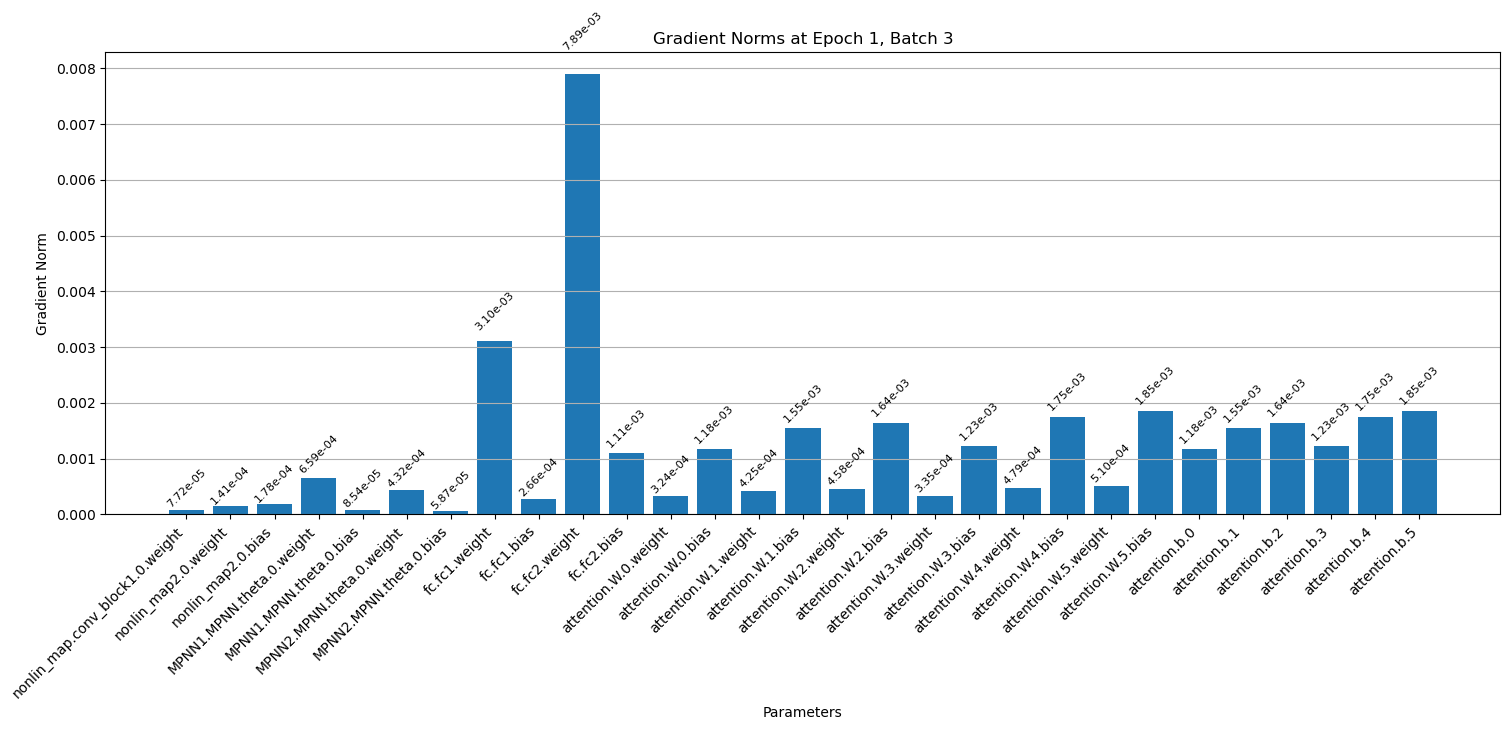 Gradient Norms at Epoch 1, Batch 3
Gradient Norm
0.008
0.007
0.006
0.005
0.004
0.003
0.002
0.001
0.000
7.72e-05
1.41e-04
1.78e-04
6.59e-04
8.54e-05
4.32e-04
5.87e-05
3.10e-03
2.66e-04
7.89e-03
1.11e-03
3.24e-04
1.18e-03
4.25e-04
1.55e-03
4.58e-04
1.64e-03
3.35e-04
1.23e-03
4.79e-04
1.75e-03
5.10e-04
1.85e-03
1.18e-03
1.55e-03
1.64e-03
1.23e-03
1.75e-03
1.85e-03
nonlin_map.conv_block1.0.weight
nonlin_map2.0.weight
nonlin_map2.0.bias
MPNN1.MPNN.theta.0.weight
MPNN1.MPNN.theta.0.bias
MPNN2.MPNN.theta.0.weight
MPNN2.MPNN.theta.0.bias
fc.fc1.weight
fc.fc1.bias
fc.fc2.weight
fc.fc2.bias
attention.W.0.weight
attention.W.0.bias
attention.W.1.weight
attention.W.1.bias
attention.W.2.weight
attention.W.2.bias
attention.W.3.weight
attention.W.3.bias
attention.W.4.weight
attention.W.4.bias
attention.W.5.weight
attention.W.5.bias
attention.b.0
attention.b.1
attention.b.2
attention.b.3
attention.b.4
attention.b.5
Parameters